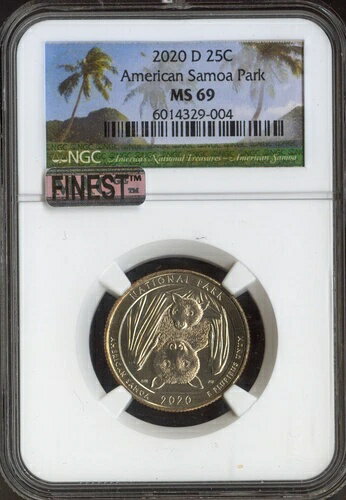 2020 D 25C
American Samoa Park
MS 69
6014329-004
NGC America's National Treasures - American Samoa
FINEST™
NATIONAL PARK
AMERICAN SAMOA
2020
E PLURIBUS UNUM